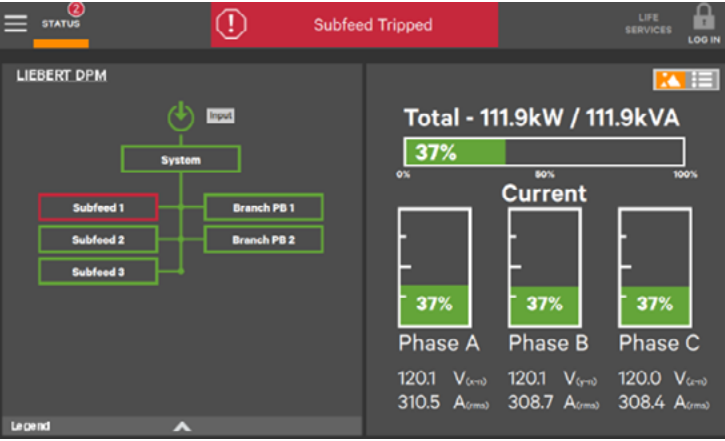 2
STATUS
Subfeed Tripped
LIFE
SERVICES
LOG IN
LIEBERT DPM
Input
System
Subfeed 1
Branch PB 1
Subfeed 2
Branch PB 2
Subfeed 3
Legend
Total - 111.9kW / 111.9kVA
37%
0% 50% 100%
Current
37% 37% 37%
Phase A Phase B Phase C
120.1 V(x-n) 120.1 V(y-n) 120.0 V(z-n)
310.5 A(rms) 308.7 A(rms) 308.4 A(rms)